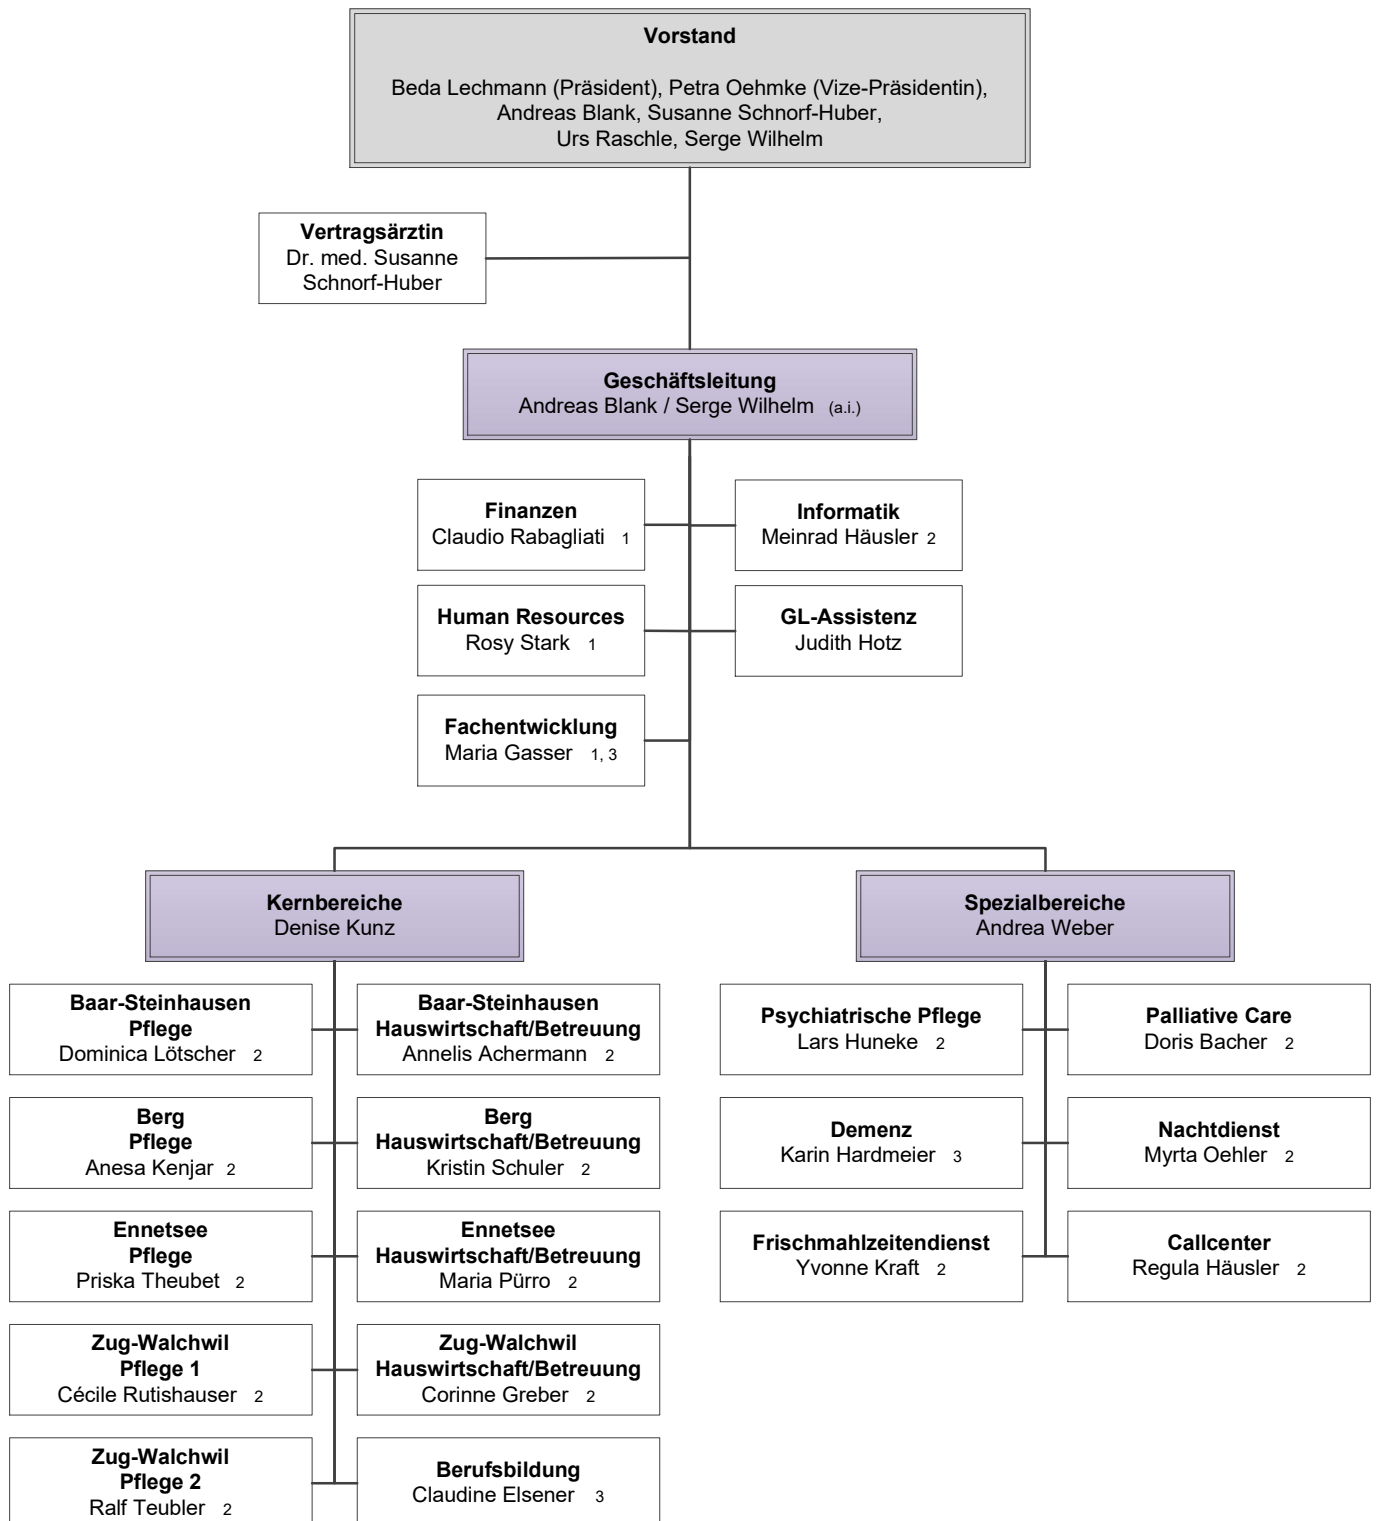 Vorstand
Beda Lechmann (Präsident), Petra Oehmke (Vize-Präsidentin),
Andreas Blank, Susanne Schnorf-Huber,
Urs Raschle, Serge Wilhelm
Vertragsärztin
Dr. med. Susanne
Schnorf-Huber
Geschäftsleitung
Andreas Blank / Serge Wilhelm (a.i.)
Finanzen
Claudio Rabagliati 1
Informatik
Meinrad Häusler 2
Human Resources
Rosy Stark 1
GL-Assistenz
Judith Hotz
Fachentwicklung
Maria Gasser 1, 3
Kernbereiche
Denise Kunz
Spezialbereiche
Andrea Weber
Baar-Steinhausen
Pflege
Dominica Lötscher 2
Baar-Steinhausen
Hauswirtschaft/Betreuung
Annelis Achermann 2
Psychiatrische Pflege
Lars Huneke 2
Palliative Care
Doris Bacher 2
Berg
Pflege
Anesa Kenjar 2
Berg
Hauswirtschaft/Betreuung
Kristin Schuler 2
Demenz
Karin Hardmeier 3
Nachtdienst
Myrta Oehler 2
Ennetsee
Pflege
Priska Theubet 2
Ennetsee
Hauswirtschaft/Betreuung
Maria Pürro 2
Frischmahlzeitendienst
Yvonne Kraft 2
Callcenter
Regula Häusler 2
Zug-Walchwil
Pflege 1
Cécile Rutishauser 2
Zug-Walchwil
Hauswirtschaft/Betreuung
Corinne Greber 2
Zug-Walchwil
Pflege 2
Ralf Teubler 2
Berufsbildung
Claudine Elsener 3